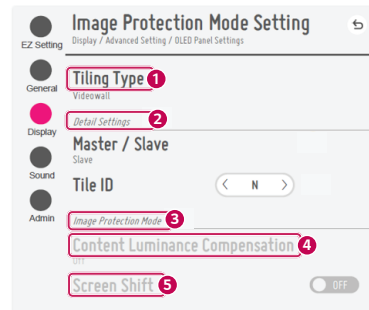 Image Protection Mode Setting
Display / Advanced Setting / OLED Panel Settings
EZ Setting
General
Display
Sound
Admin
Tiling Type 1
Videowall
Detail Settings 2
Master / Slave
Slave
Tile ID < N >
Image Protection Mode 3
Content Luminance Compensation 4
Off
Screen Shift 5 OFF